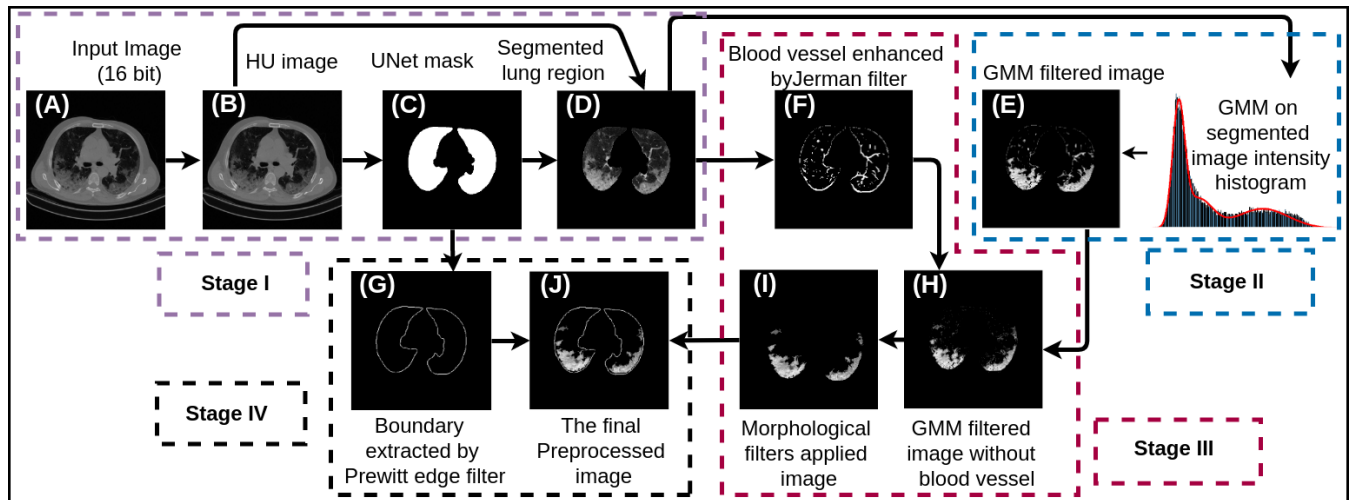 Input Image
(16 bit)
HU image
UNet mask
Segmented
lung region
(A)
(B)
(C)
(D)
Blood vessel enhanced
byJerman filter
(F)
GMM filtered image
(E)
GMM on
segmented
image intensity
histogram
Stage I
Stage II
(G)
(J)
(I)
(H)
Stage IV
Boundary
extracted by
Prewitt edge filter
The final
Preprocessed
image
Morphological
filters applied
image
GMM filtered
image without
blood vessel
Stage III